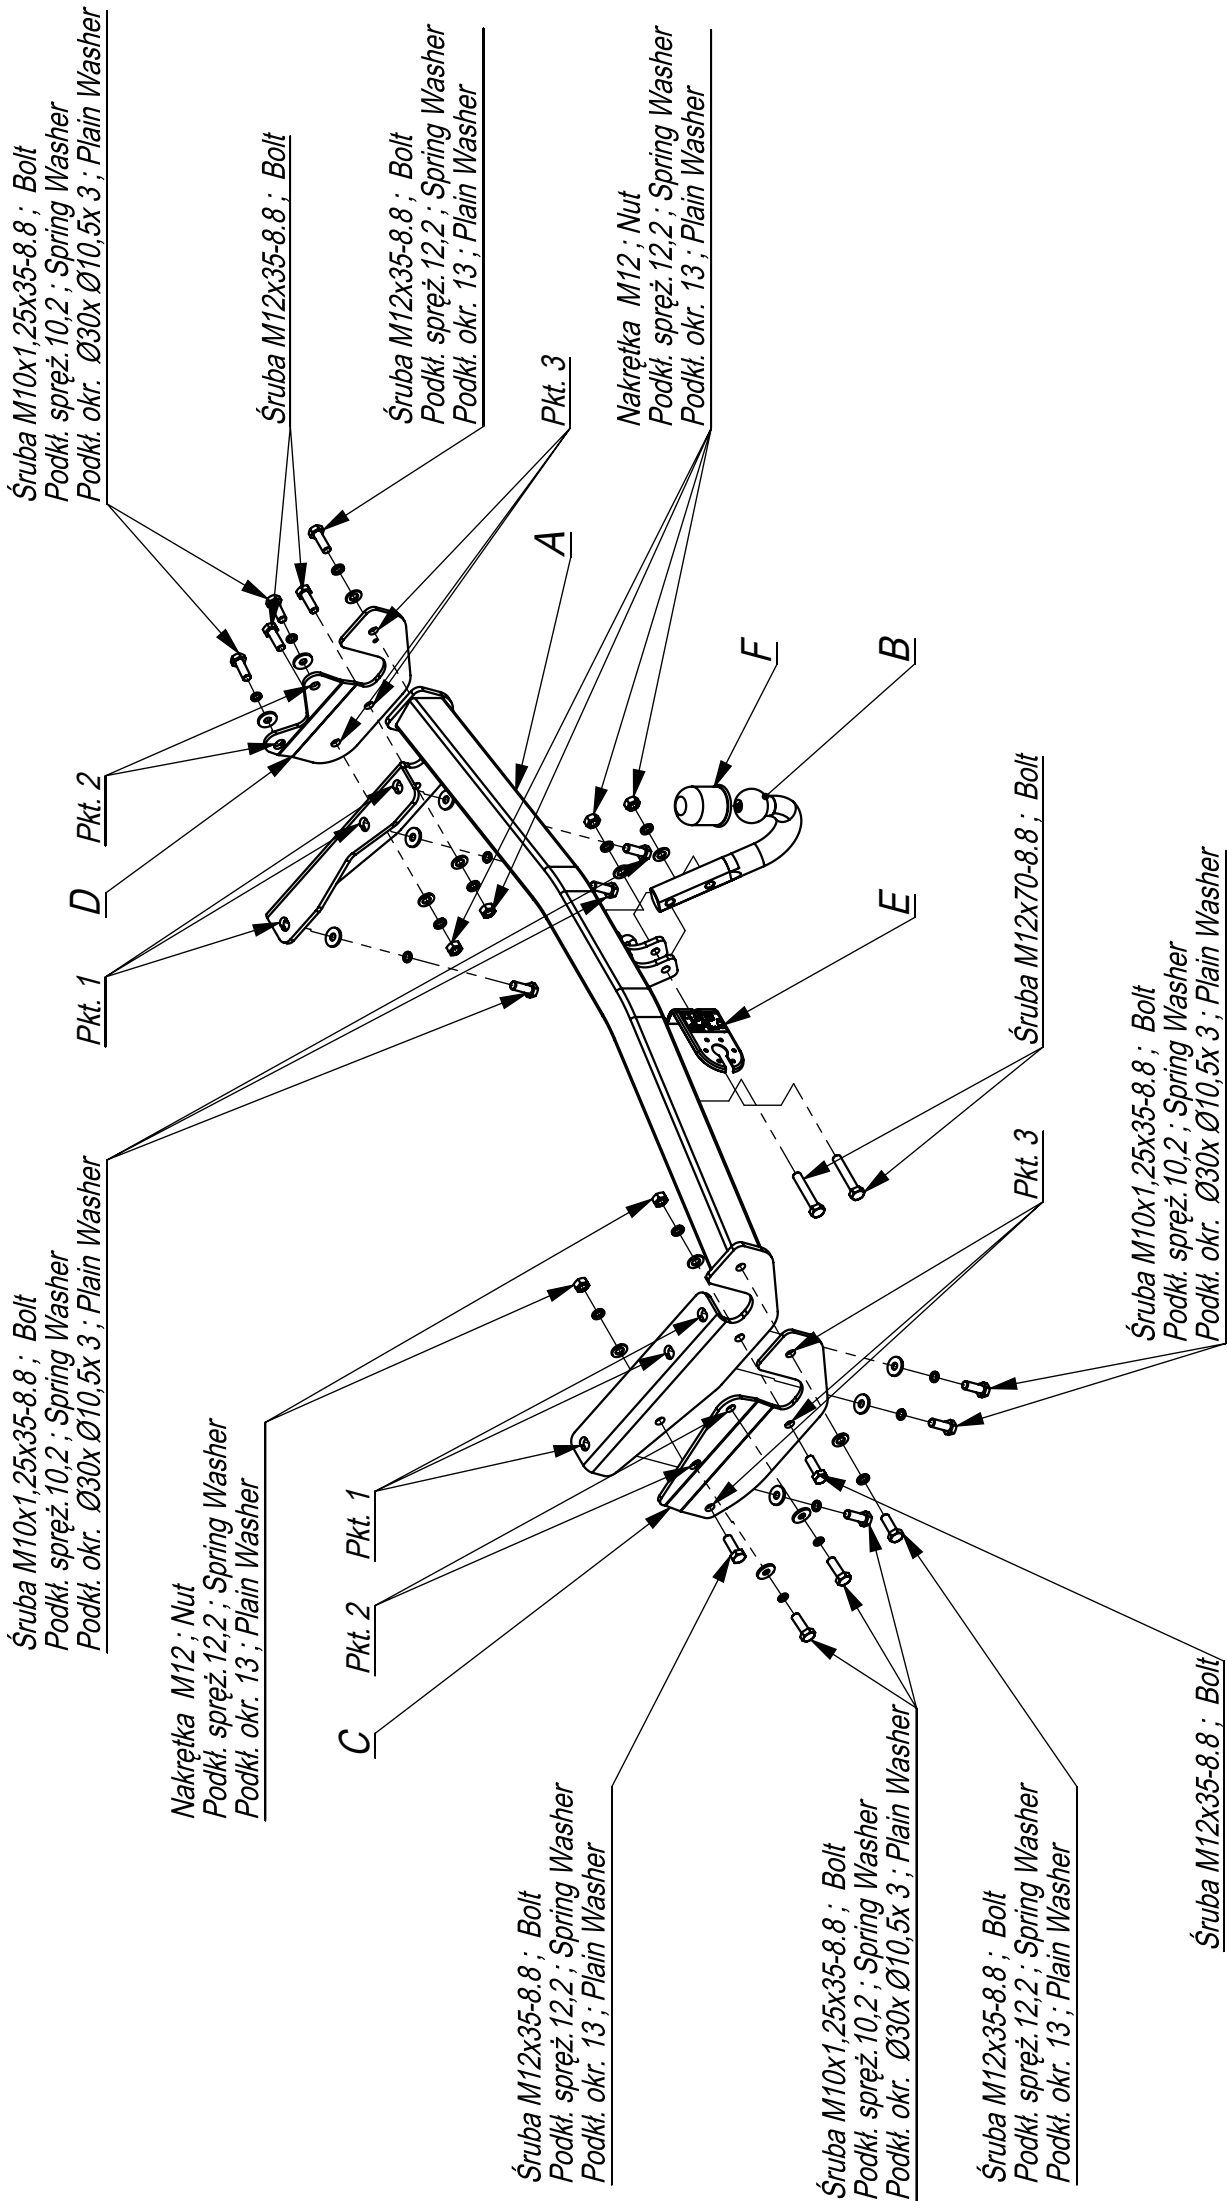 Śruba M10x1,25x35-8.8 ; Bolt
Podkł. spręż.10,2 ; Spring Washer
Podkł. okr. Ø30x Ø10,5x 3 ; Plain Washer
Nakrętka M12 ; Nut
Podkł. spręż.12,2 ; Spring Washer
Podkł. okr. 13 ; Plain Washer
Pkt. 1
Pkt. 2
C
Śruba M12x35-8.8 ; Bolt
Podkł. spręż.12,2 ; Spring Washer
Podkł. okr. 13 ; Plain Washer
Śruba M10x1,25x35-8.8 ; Bolt
Podkł. spręż.10,2 ; Spring Washer
Podkł. okr. Ø30x Ø10,5x 3 ; Plain Washer
Śruba M12x35-8.8 ; Bolt
Podkł. spręż.12,2 ; Spring Washer
Podkł. okr. 13 ; Plain Washer
Śruba M12x35-8.8 ; Bolt
Pkt. 1
D
Pkt. 2
Śruba M10x1,25x35-8.8 ; Bolt
Podkł. spręż.10,2 ; Spring Washer
Podkł. okr. Ø30x Ø10,5x 3 ; Plain Washer
Śruba M12x35-8.8 ; Bolt
Śruba M12x35-8.8 ; Bolt
Podkł. spręż.12,2 ; Spring Washer
Podkł. okr. 13 ; Plain Washer
Pkt. 3
A
Nakrętka M12 ; Nut
Podkł. spręż.12,2 ; Spring Washer
Podkł. okr. 13 ; Plain Washer
F
B
E
Śruba M12x70-8.8 ; Bolt
Pkt. 3
Śruba M10x1,25x35-8.8 ; Bolt
Podkł. spręż.10,2 ; Spring Washer
Podkł. okr. Ø30x Ø10,5x 3 ; Plain Washer